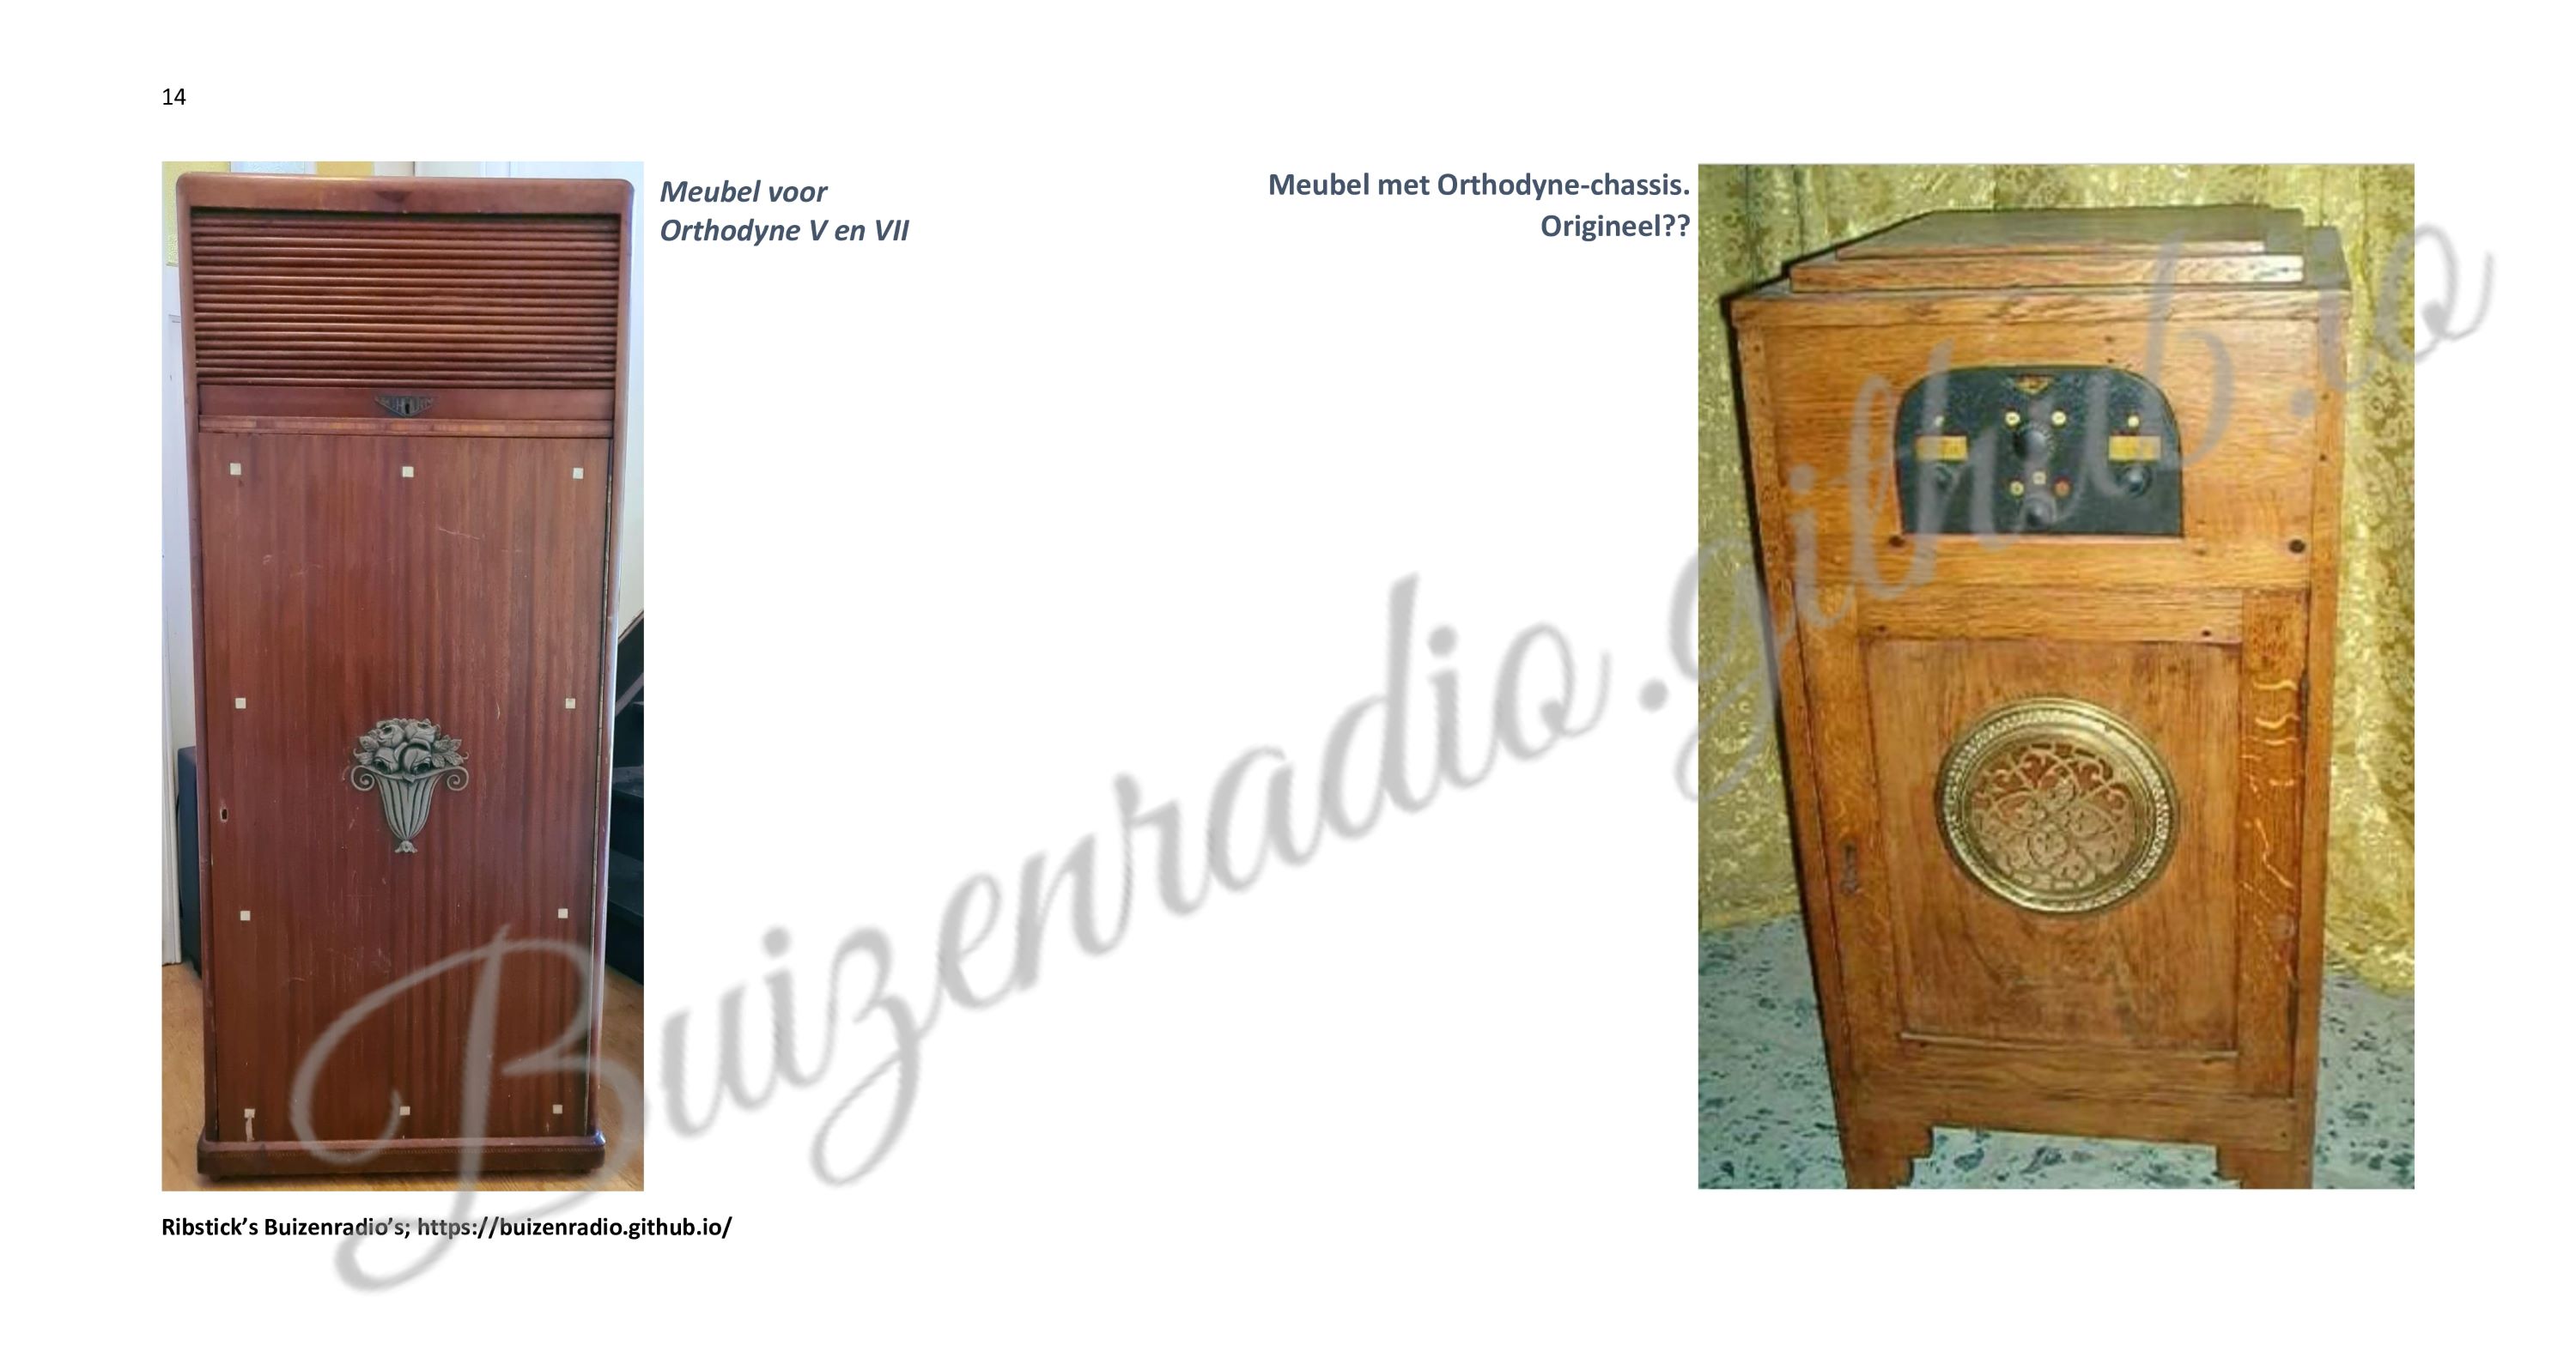 14
Meubel voor
Orthodyne V en VII
Meubel met Orthodyne-chassis.
Origineel??
Buizenradio.github.io
Ribstick’s Buizenradio’s; https://buizenradio.github.io/